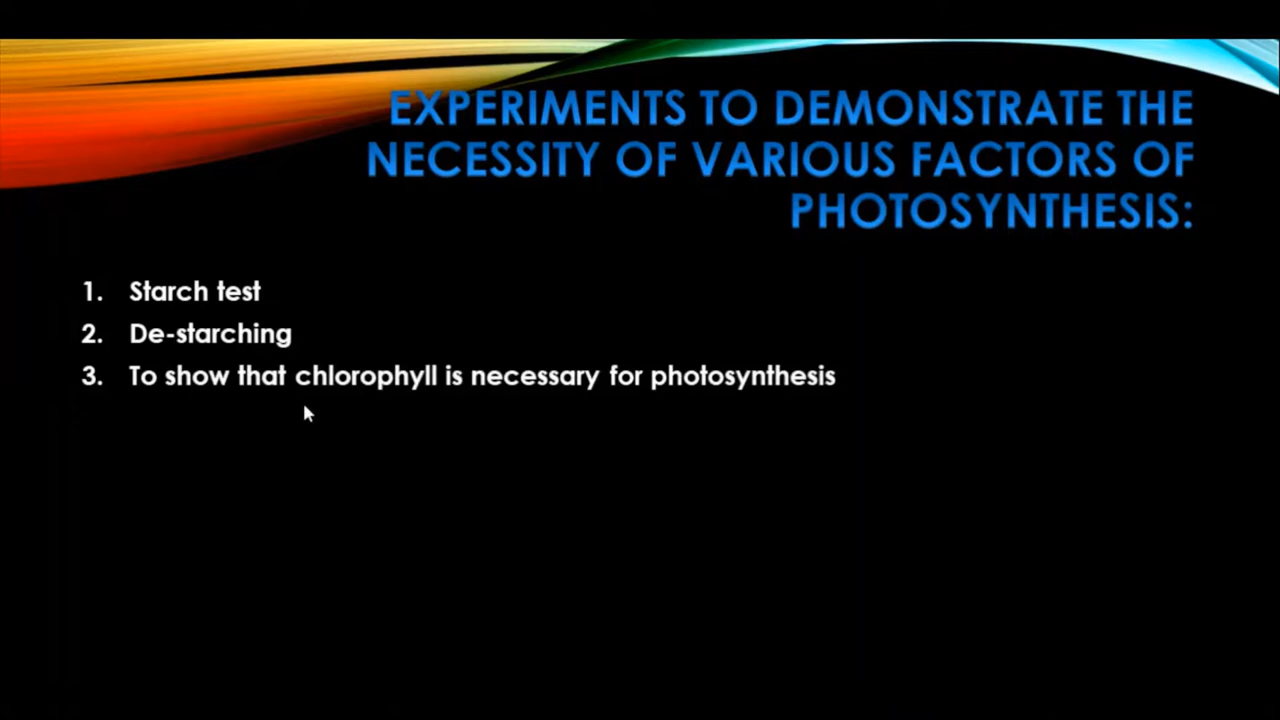 EXPERIMENTS TO DEMONSTRATE THE
NECESSITY OF VARIOUS FACTORS OF
PHOTOSYNTHESIS:
1. Starch test
2. De-starching
3. To show that chlorophyll is necessary for photosynthesis